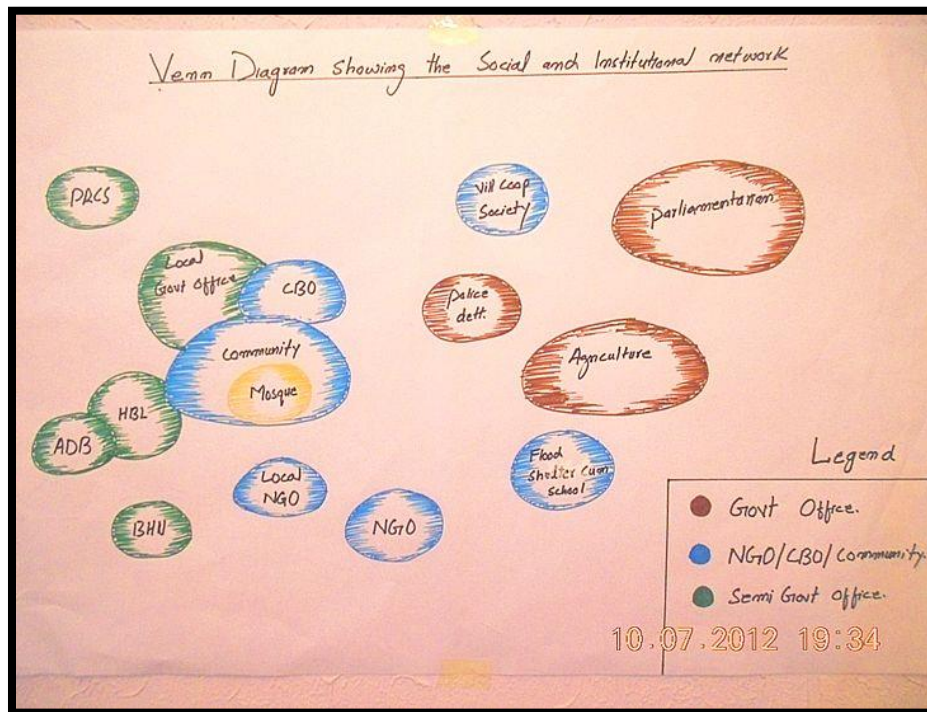 Venn Diagram showing the Social and Institutional network
PRCS
Vill Coop
Society
Parliamentarian
Local
Govt Office
CBO
Police
dett.
Community
Mosque
Agriculture
HBL
ADB
Local
NGO
Flood
Shelter Cum
school
BHU
NGO
Legend
Govt Office.
NGO/CBO/Community.
Semi Govt Office.
10.07.2012 19:34